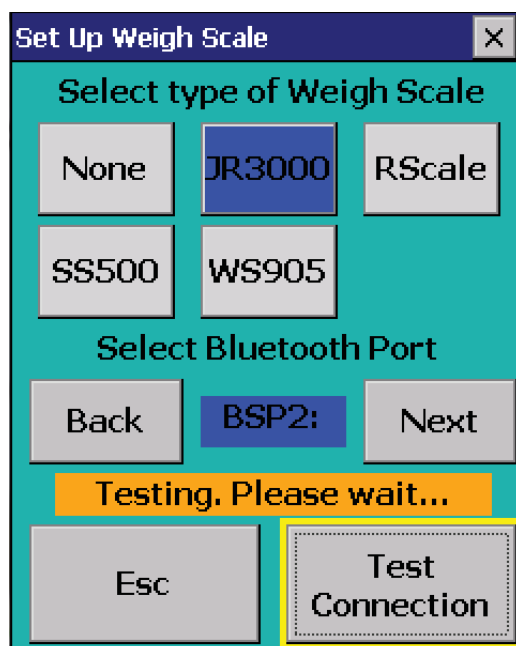 Set Up Weigh Scale
Select type of Weigh Scale
None JR3000 RScale
SS500 WS905
Select Bluetooth Port
Back BSP2: Next
Testing. Please wait...
Esc Test
Connection